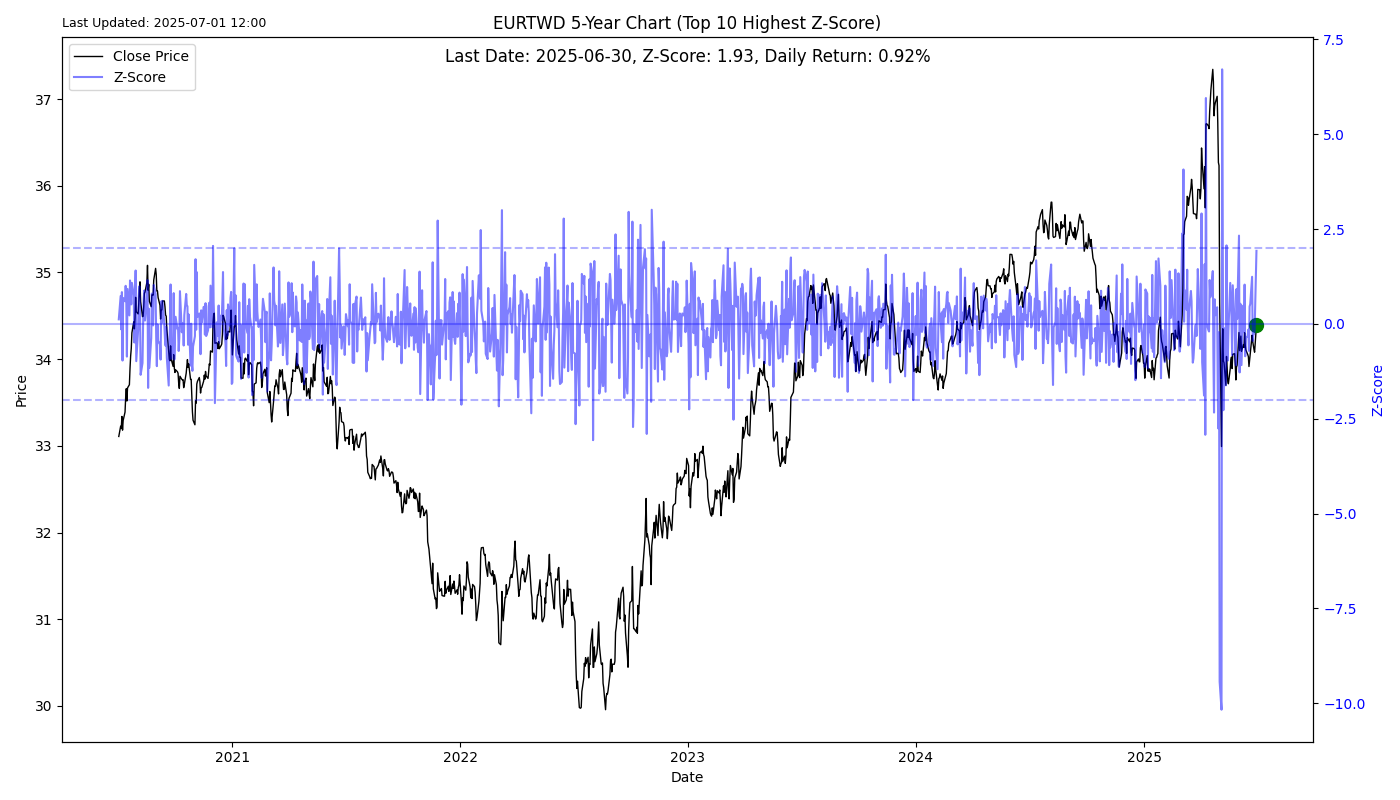 Last Updated: 2025-07-01 12:00
EURTWD 5-Year Chart (Top 10 Highest Z-Score)
Last Date: 2025-06-30, Z-Score: 1.93, Daily Return: 0.92%
Close Price
Z-Score
Price
37
36
35
34
33
32
31
30
7.5
5.0
2.5
0.0
−2.5
−5.0
−7.5
−10.0
Z-Score
2021
2022
2023
2024
2025
Date